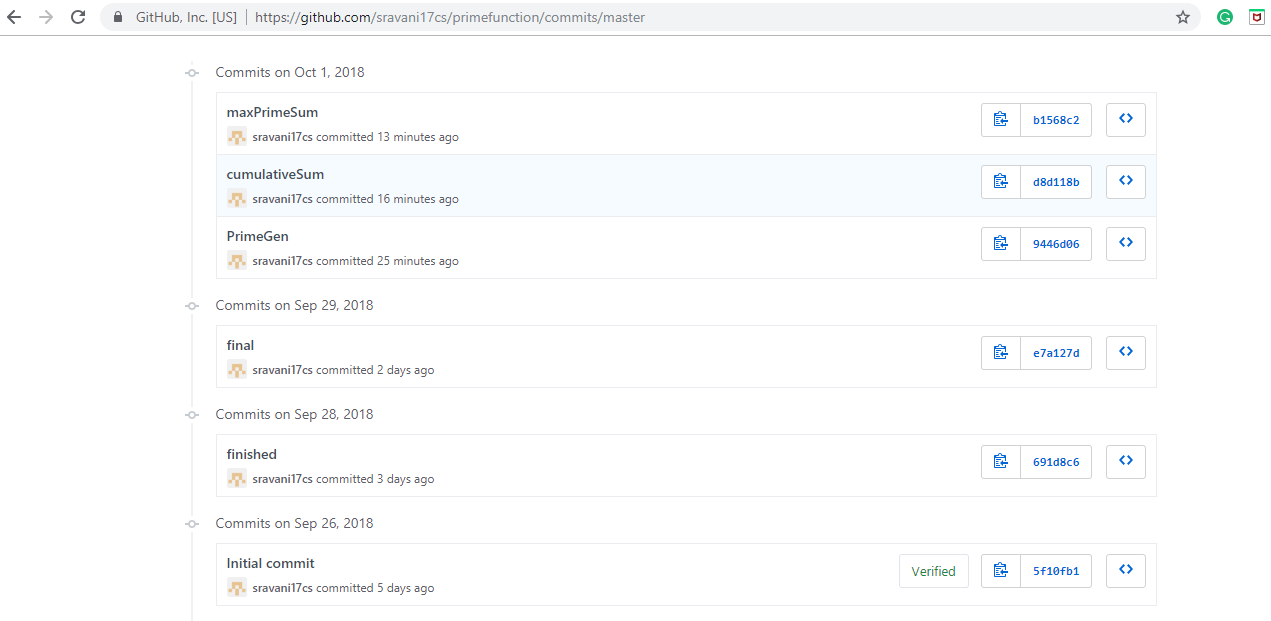 GitHub, Inc. [US] | https://github.com/sravani17cs/primefunction/commits/master
Commits on Oct 1, 2018
maxPrimeSum
sravani17cs committed 13 minutes ago
b1568c2
cumulativeSum
sravani17cs committed 16 minutes ago
d8d118b
PrimeGen
sravani17cs committed 25 minutes ago
9446d06
Commits on Sep 29, 2018
final
sravani17cs committed 2 days ago
e7a127d
Commits on Sep 28, 2018
finished
sravani17cs committed 3 days ago
691d8c6
Commits on Sep 26, 2018
Initial commit
sravani17cs committed 5 days ago
Verified
5f10fb1